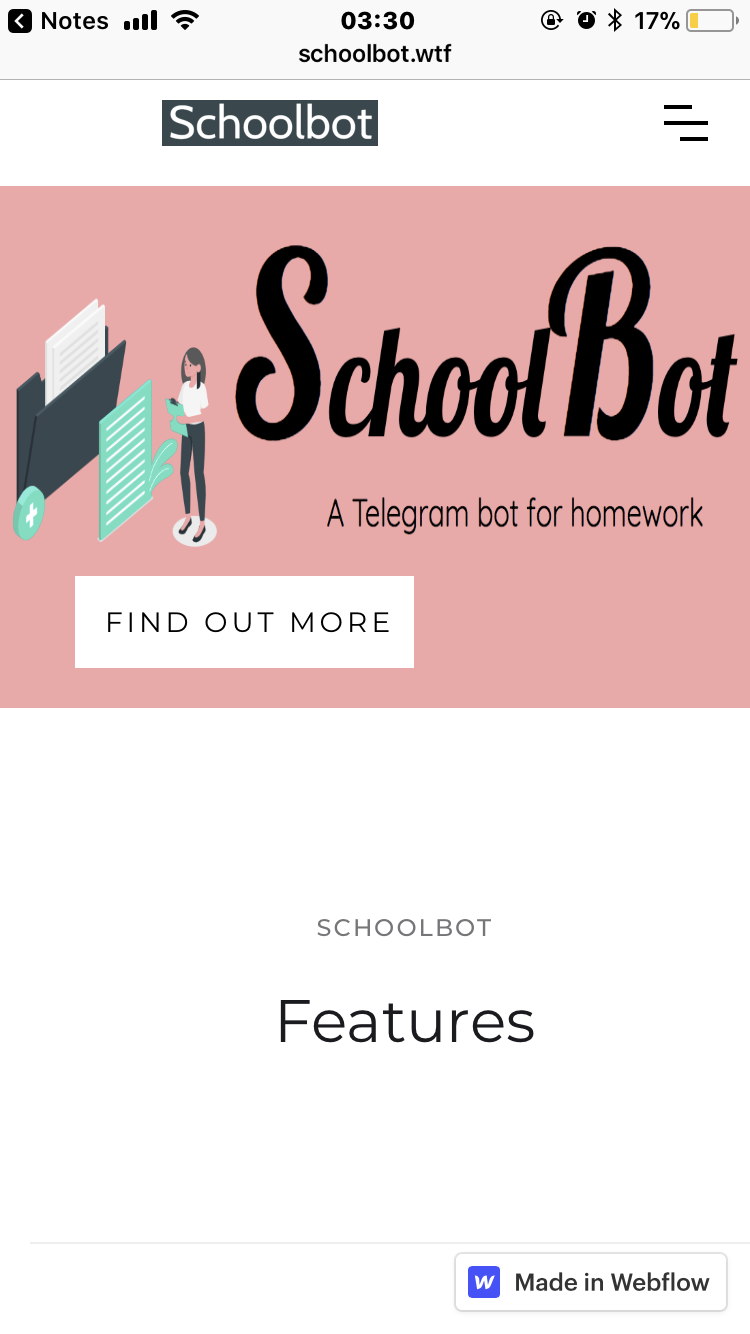 Notes 03:30 17%
schoolbot.wtf
Schoolbot
SchoolBot
A Telegram bot for homework
FIND OUT MORE
SCHOOLBOT
Features
Made in Webflow